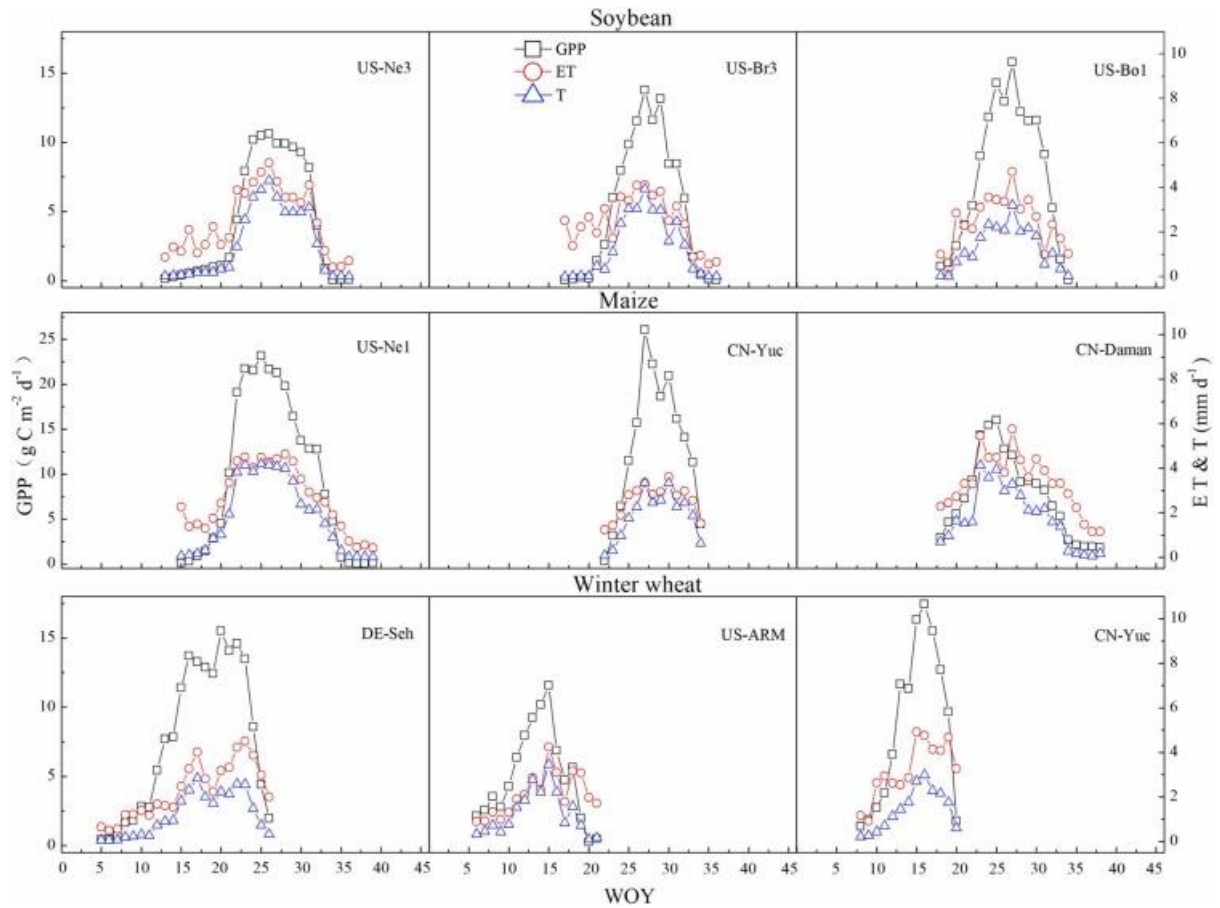 Soybean
US-Ne3
GPP
ET
T
US-Br3
US-Bo1
15
10
5
0
10
8
6
4
2
0
Maize
US-Ne1
CN-Yuc
CN-Daman
25
20
15
10
5
0
10
8
6
4
2
0
GPP ( g C m⁻² d⁻¹ )
ET & T (mm d⁻¹)
Winter wheat
DE-Seh
US-ARM
CN-Yuc
15
10
5
0
10
8
6
4
2
0
0 5 10 15 20 25 30 35 40 45 5 10 15 20 25 30 35 40 45 5 10 15 20 25 30 35 40 45
WOY